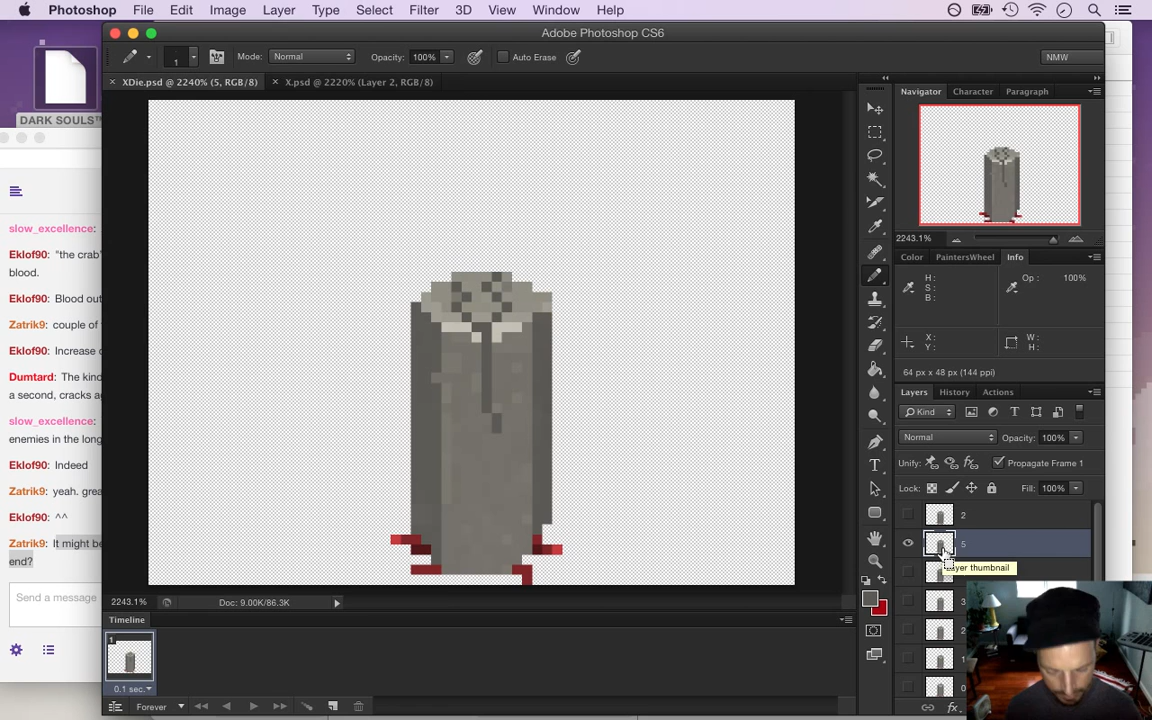 Photoshop File Edit Image Layer Type Select Filter 3D View Window Help
Adobe Photoshop CS6
1 Mode: Normal Opacity: 100% Auto Erase NMW
× XDie.psd @ 2240% (5, RGB/8) × X.psd @ 2220% (Layer 2, RGB/8)
Navigator Character Paragraph
DARK SOULS™
slow_excellence:
Eklof90: "the crab'
blood.
Eklof90: Blood out
Zatrik9: couple of
Eklof90: Increase
Dumtard: The kind
a second, cracks a
slow_excellence:
enemies in the long
Eklof90: Indeed
Zatrik9: yeah. grea
Eklof90: ^^
Zatrik9: It might be
end?
Send a message
2243.1%
Color PaintersWheel Info
H:
S:
B:
Op: 100%
X:
Y:
W:
H:
64 px x 48 px (144 ppi)
Layers History Actions
Kind
Normal Opacity: 100%
Unify: Propagate Frame 1
Lock: Fill: 100%
2
5
Layer thumbnail
3
2
1
0
2243.1% Doc: 9.00K/86.3K
Timeline
1
0.1 sec.
Forever
fx